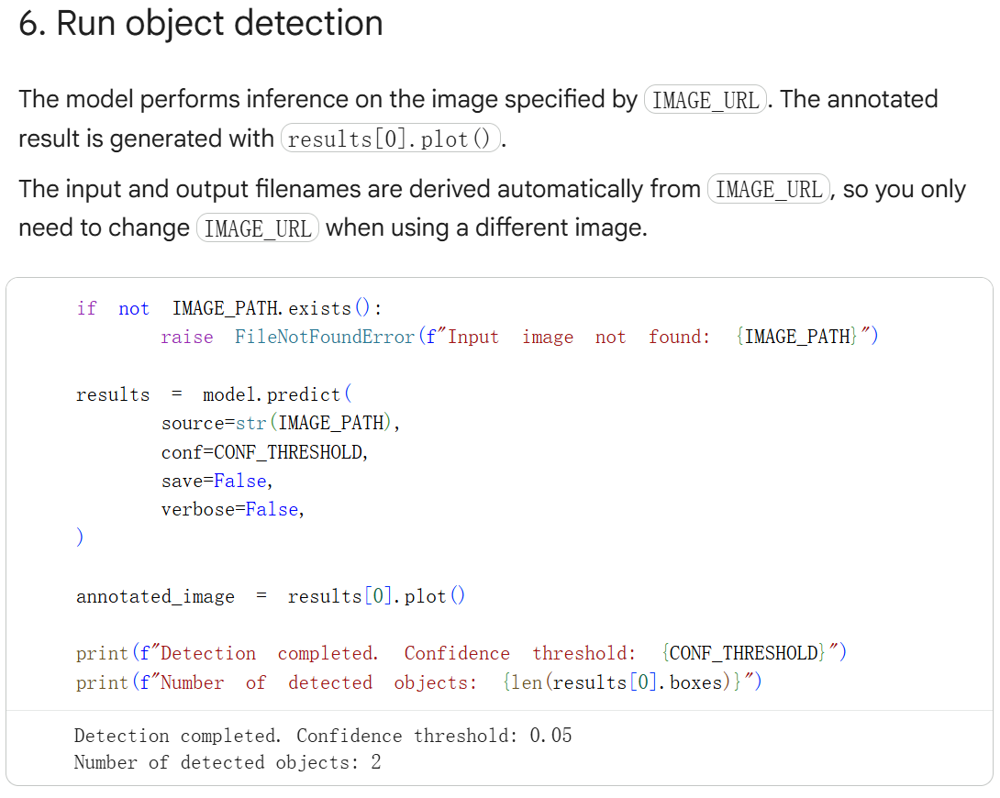 6. Run object detection
The model performs inference on the image specified by IMAGE_URL. The annotated
result is generated with results[0].plot().
The input and output filenames are derived automatically from IMAGE_URL, so you only
need to change IMAGE_URL when using a different image.
if not IMAGE_PATH.exists():
    raise FileNotFoundError(f"Input image not found: {IMAGE_PATH}")
results = model.predict(
    source=str(IMAGE_PATH),
    conf=CONF_THRESHOLD,
    save=False,
    verbose=False,
)
annotated_image = results[0].plot()
print(f"Detection completed. Confidence threshold: {CONF_THRESHOLD}")
print(f"Number of detected objects: {len(results[0].boxes)}")
Detection completed. Confidence threshold: 0.05
Number of detected objects: 2